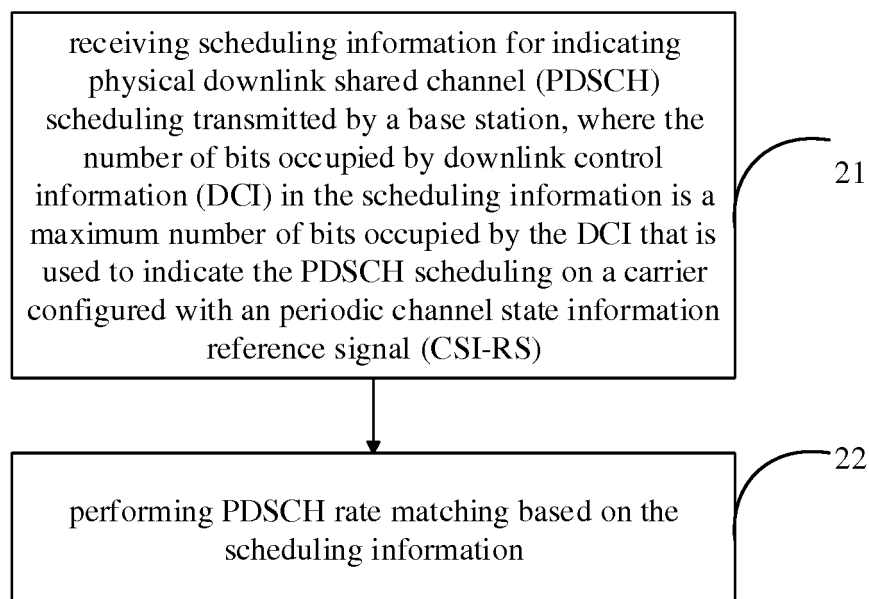 receiving scheduling information for indicating
physical downlink shared channel (PDSCH)
scheduling transmitted by a base station, where the
number of bits occupied by downlink control
information (DCI) in the scheduling information is a
maximum number of bits occupied by the DCI that is
used to indicate the PDSCH scheduling on a carrier
configured with an periodic channel state information
reference signal (CSI-RS)
21
performing PDSCH rate matching based on the
scheduling information
22